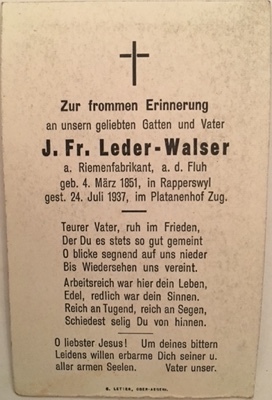 Zur frommen Erinnerung
an unsern geliebten Gatten und Vater
J. Fr. Leder-Walser
a. Riemenfabrikant, a. d. Fluh
geb. 4. März 1851, in Rapperswyl
gest. 24. Juli 1937, im Platanenhof Zug.
Teurer Vater, ruh im Frieden,
Der Du es stets so gut gemeint
O blicke segnend auf uns nieder
Bis Wiedersehen uns vereint.
Arbeitsreich war hier dein Leben,
Edel, redlich war dein Sinnen.
Reich an Tugend, reich an Segen,
Schiedest selig Du von hinnen.
O liebster Jesus! Um deines bittern
Leidens willen erbarme Dich seiner u.
aller armen Seelen. Vater unser.